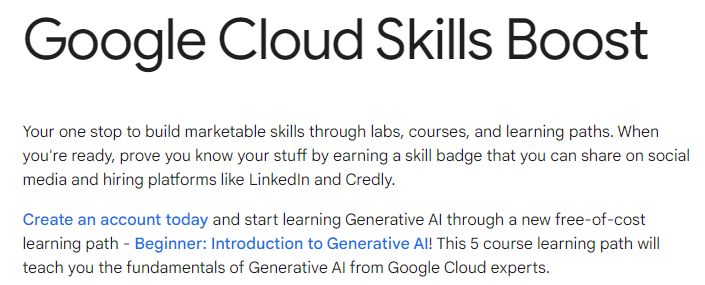 Google Cloud Skills Boost
Your one stop to build marketable skills through labs, courses, and learning paths. When
you're ready, prove you know your stuff by earning a skill badge that you can share on social
media and hiring platforms like LinkedIn and Credly.
Create an account today and start learning Generative AI through a new free-of-cost
learning path - Beginner: Introduction to Generative AI! This 5 course learning path will
teach you the fundamentals of Generative AI from Google Cloud experts.